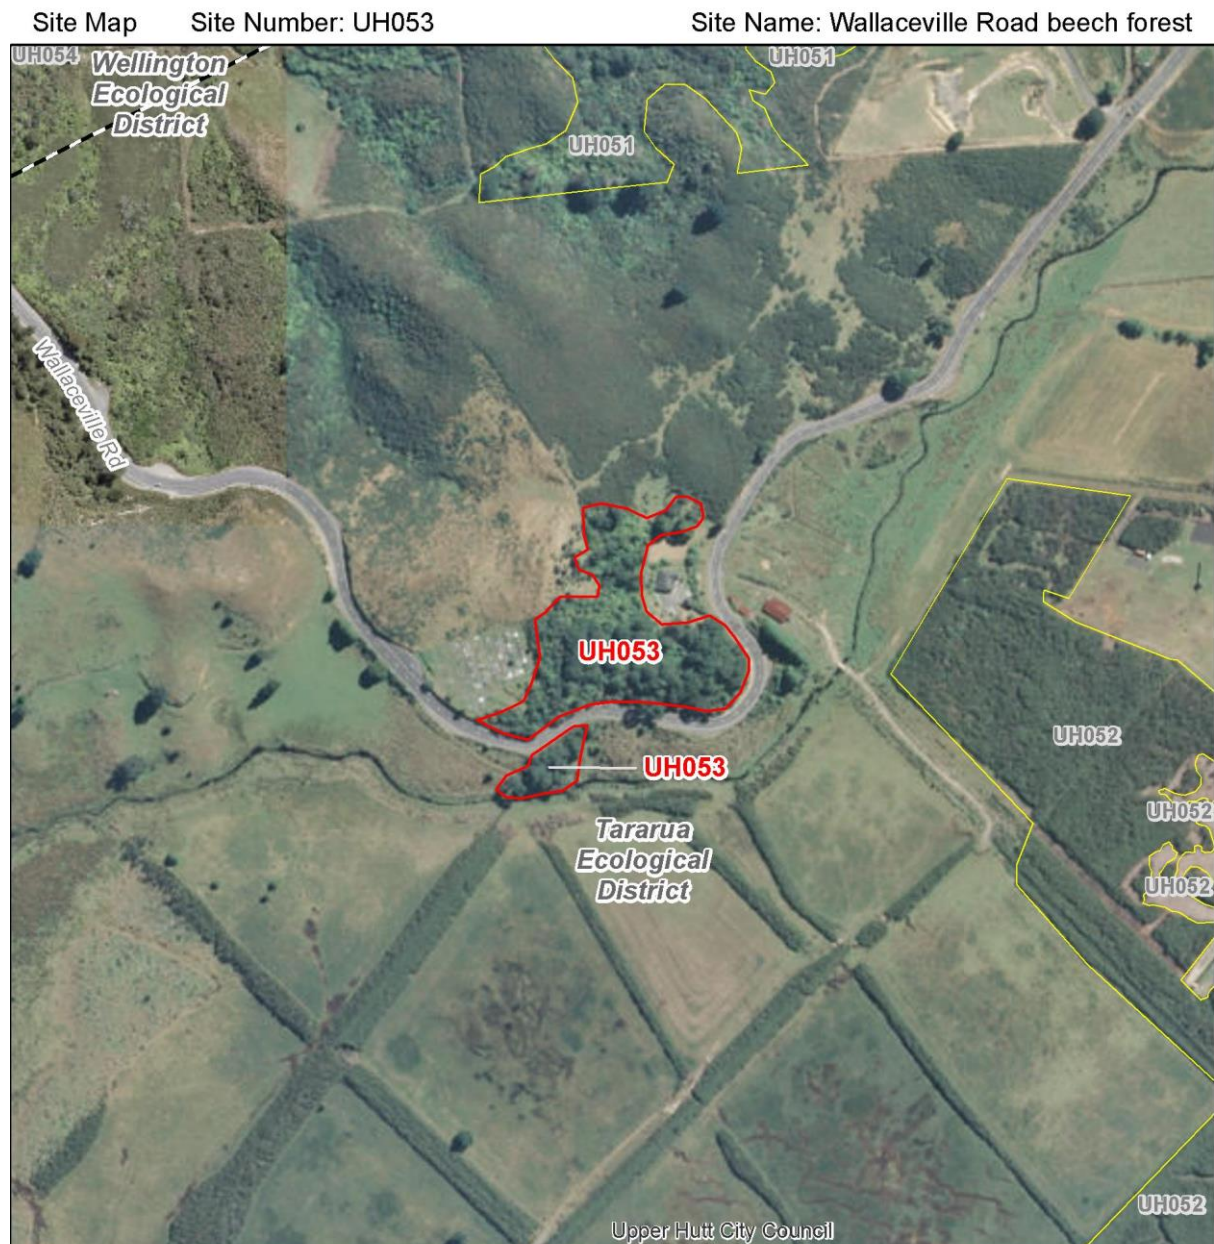 Site Map Site Number: UH053 Site Name: Wallaceville Road beech forest
UH054
Wellington
Ecological
District
UH051
UH051
Wallaceville Rd
UH053
UH052
UH053
UH052
Tararua
Ecological
District
UH052
UH052
Upper Hutt City Council